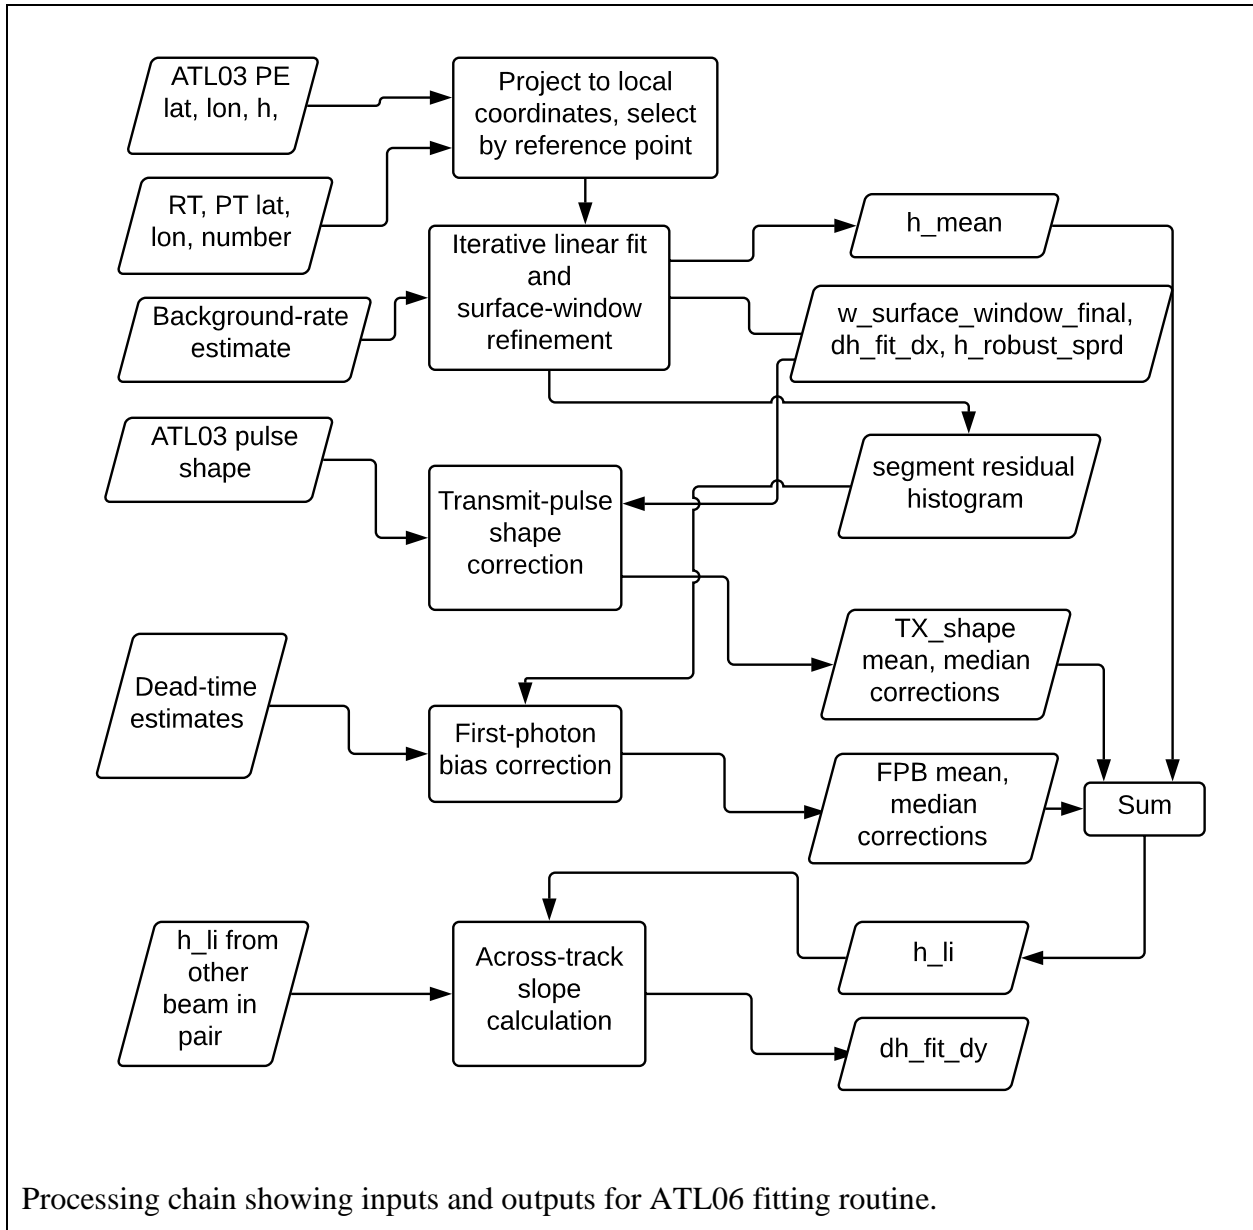 ATL03 PE
lat, lon, h,
Project to local
coordinates, select
by reference point
RT, PT lat,
lon, number
h_mean
Iterative linear fit
and
surface-window
refinement
Background-rate
estimate
w_surface_window_final,
dh_fit_dx, h_robust_sprd
ATL03 pulse
shape
segment residual
histogram
Transmit-pulse
shape
correction
TX_shape
mean, median
corrections
Dead-time
estimates
First-photon
bias correction
FPB mean,
median
corrections
Sum
h_li from
other
beam in
pair
Across-track
slope
calculation
h_li
dh_fit_dy
Processing chain showing inputs and outputs for ATL06 fitting routine.